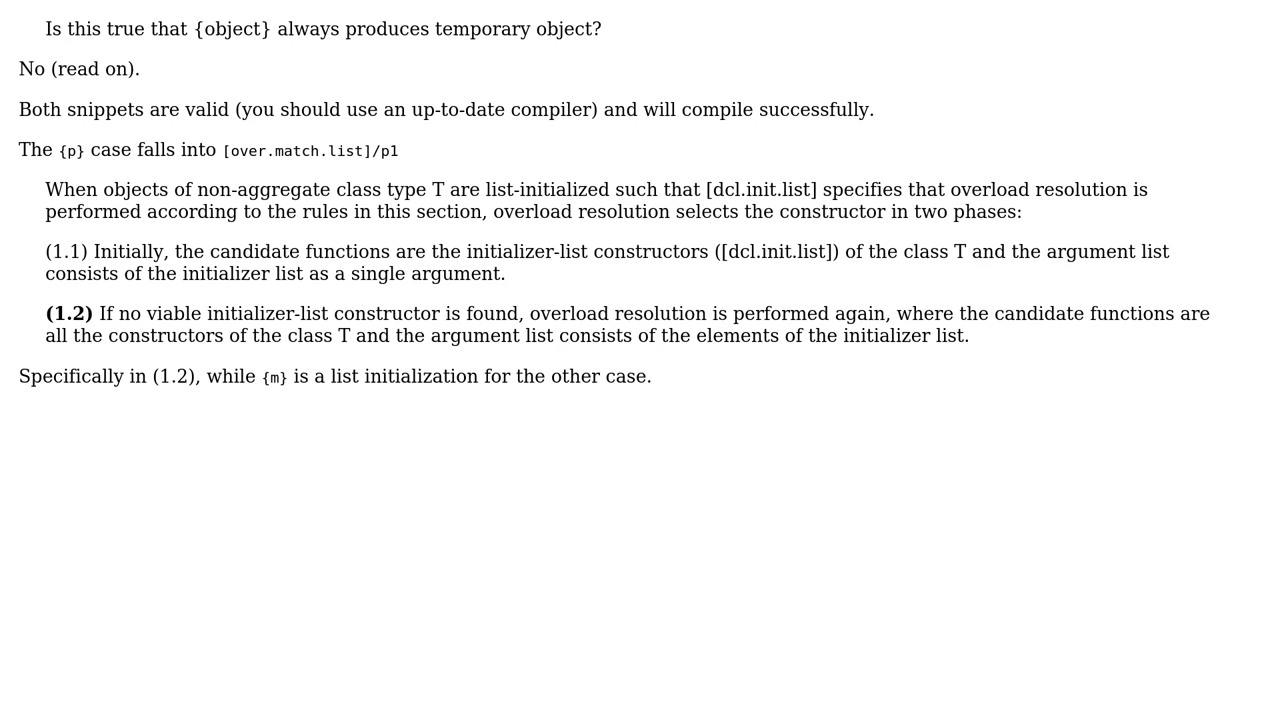 Is this true that {object} always produces temporary object?
No (read on).
Both snippets are valid (you should use an up-to-date compiler) and will compile successfully.
The {p} case falls into [over.match.list]/p1
When objects of non-aggregate class type T are list-initialized such that [dcl.init.list] specifies that overload resolution is
performed according to the rules in this section, overload resolution selects the constructor in two phases:
(1.1) Initially, the candidate functions are the initializer-list constructors ([dcl.init.list]) of the class T and the argument list
consists of the initializer list as a single argument.
(1.2) If no viable initializer-list constructor is found, overload resolution is performed again, where the candidate functions are
all the constructors of the class T and the argument list consists of the elements of the initializer list.
Specifically in (1.2), while {m} is a list initialization for the other case.